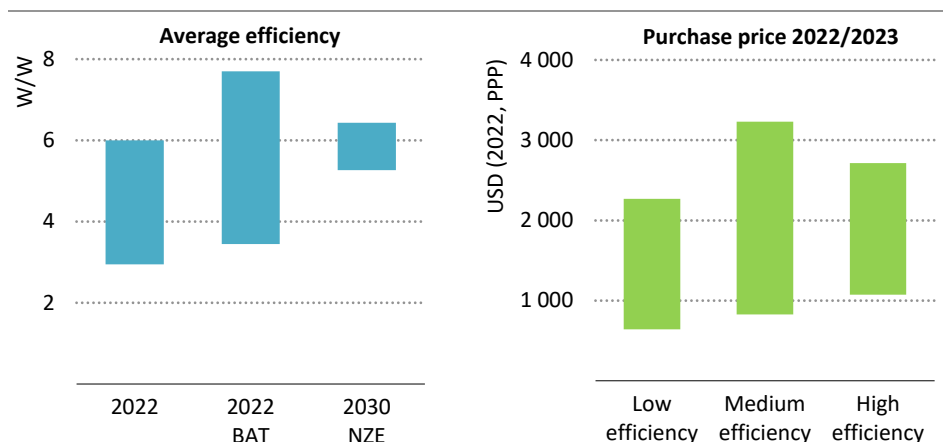 Average efficiency
W/W
8
6
4
2
2022
2022
BAT
2030
NZE
Purchase price 2022/2023
USD (2022, PPP)
4 000
3 000
2 000
1 000
Low
efficiency
Medium
efficiency
High
efficiency